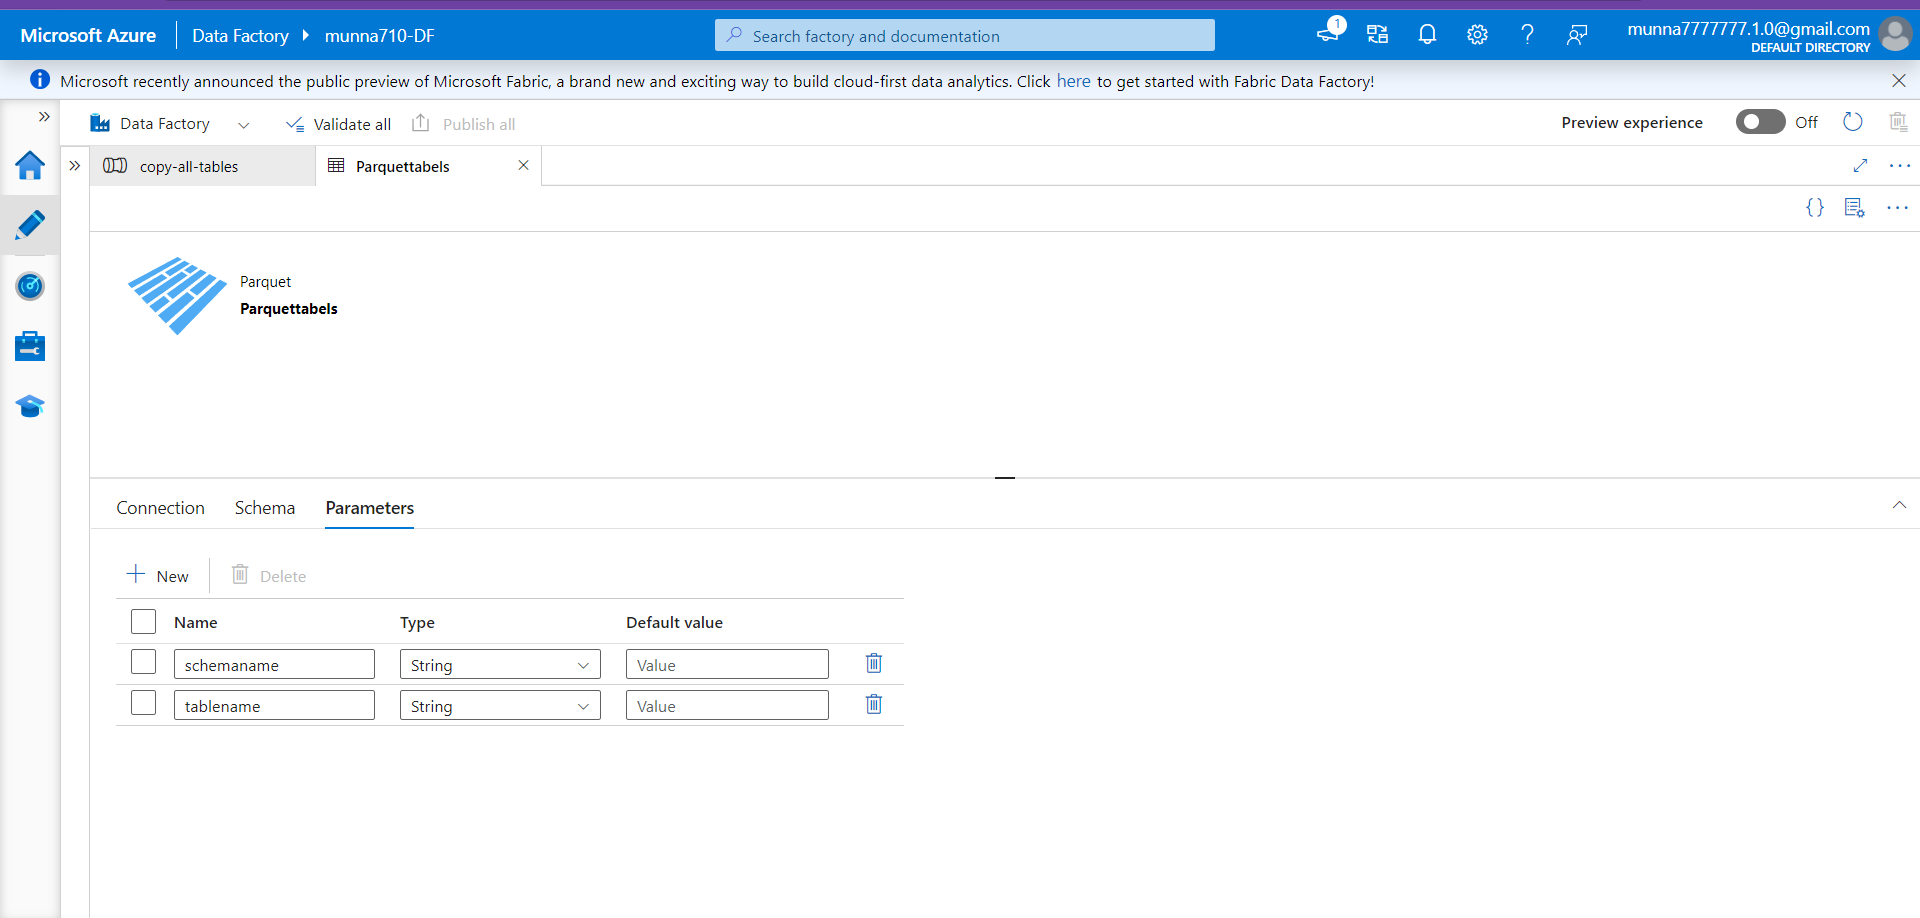 Microsoft Azure Data Factory munna710-DF Search factory and documentation 1 munna7777777.1.0@gmail.com
DEFAULT DIRECTORY
Microsoft recently announced the public preview of Microsoft Fabric, a brand new and exciting way to build cloud-first data analytics. Click here to get started with Fabric Data Factory!
Data Factory Validate all Publish all Preview experience Off
copy-all-tables Parquettabels
Parquet
Parquettabels
Connection Schema Parameters
New Delete
Name Type Default value
schemaname String Value
tablename String Value